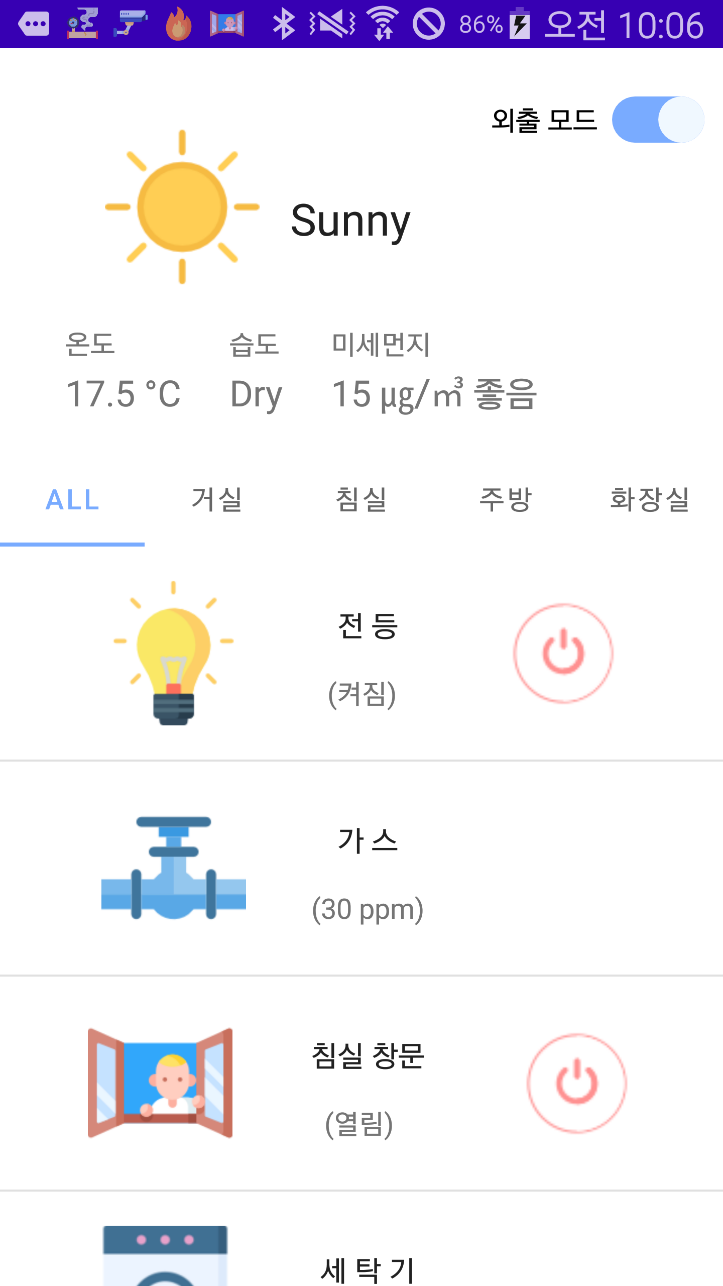 86% 오전 10:06
외출 모드
Sunny
온도 습도 미세먼지
17.5 °C Dry 15 µg/㎥ 좋음
ALL 거실 침실 주방 화장실
전 등
(켜짐)
가 스
(30 ppm)
침실 창문
(열림)
세 탁 기